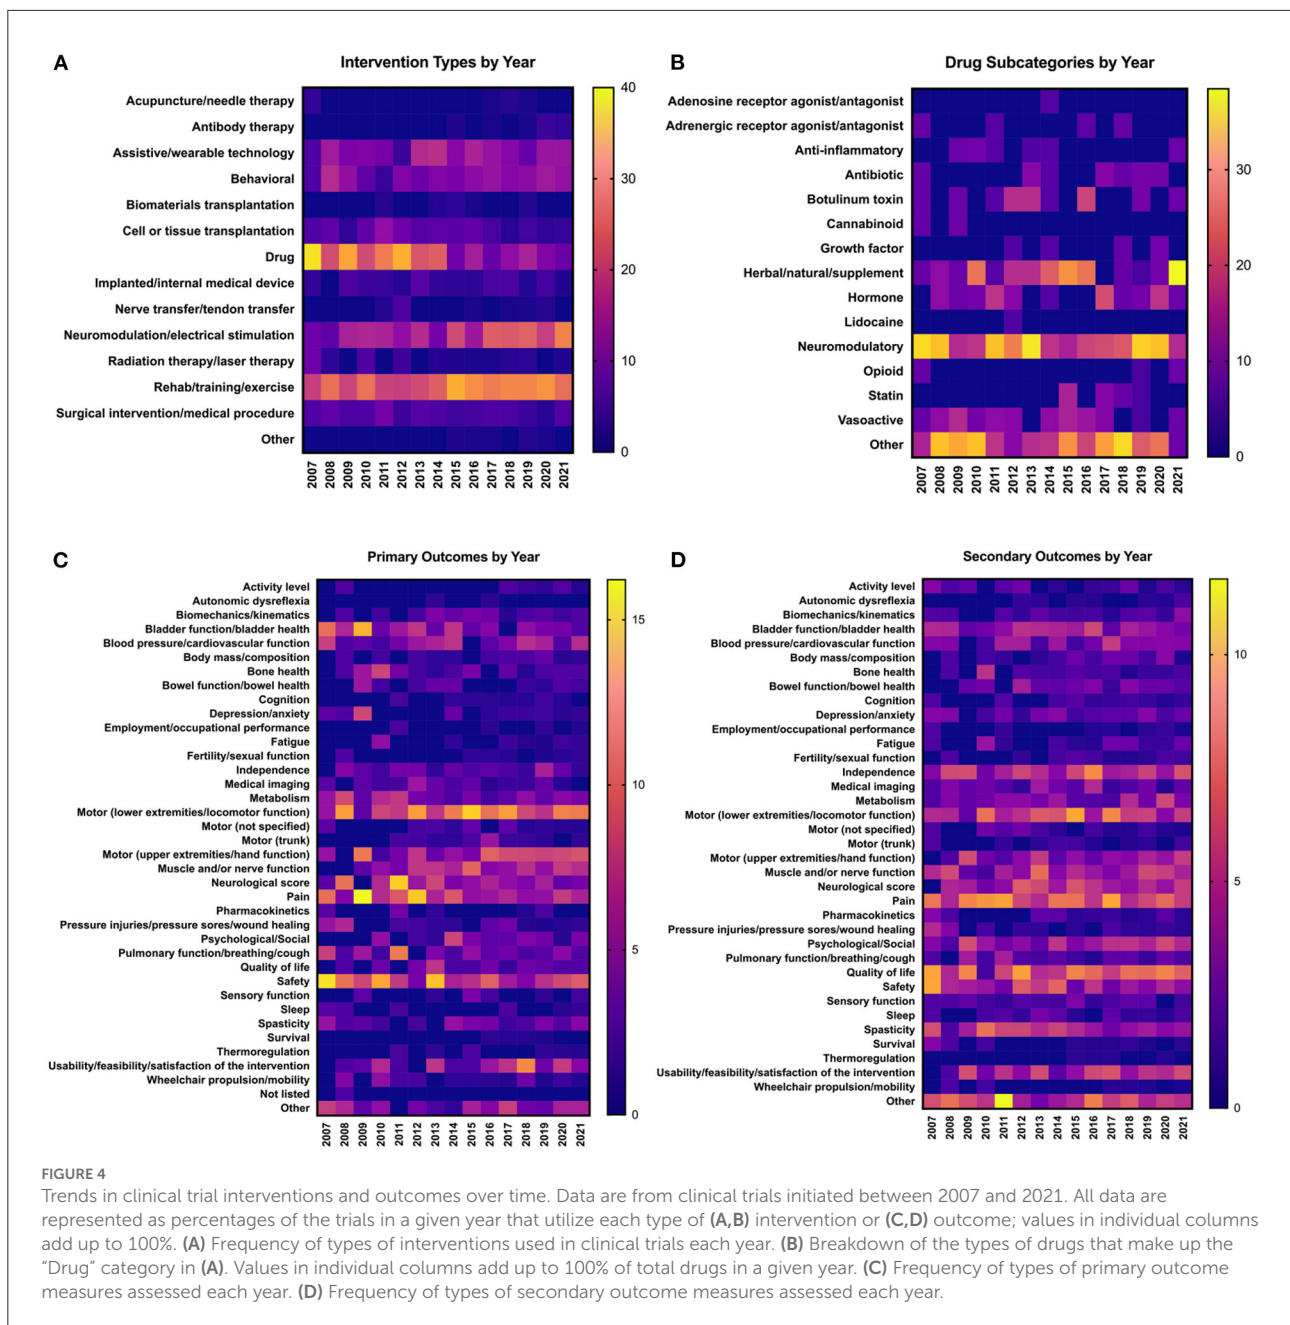 A
Intervention Types by Year
Acupuncture/needle therapy
Antibody therapy
Assistive/wearable technology
Behavioral
Biomaterials transplantation
Cell or tissue transplantation
Drug
Implanted/internal medical device
Nerve transfer/tendon transfer
Neuromodulation/electrical stimulation
Radiation therapy/laser therapy
Rehab/training/exercise
Surgical intervention/medical procedure
Other
40
30
20
10
0
2007 2008 2009 2010 2011 2012 2013 2014 2015 2016 2017 2018 2019 2020 2021
B
Drug Subcategories by Year
Adenosine receptor agonist/antagonist
Adrenergic receptor agonist/antagonist
Anti-inflammatory
Antibiotic
Botulinum toxin
Cannabinoid
Growth factor
Herbal/natural/supplement
Hormone
Lidocaine
Neuromodulatory
Opioid
Statin
Vasoactive
Other
30
20
10
0
2007 2008 2009 2010 2011 2012 2013 2014 2015 2016 2017 2018 2019 2020 2021
C
Primary Outcomes by Year
Activity level
Autonomic dysreflexia
Biomechanics/kinematics
Bladder function/bladder health
Blood pressure/cardiovascular function
Body mass/composition
Bone health
Bowel function/bowel health
Cognition
Depression/anxiety
Employment/occupational performance
Fatigue
Fertility/sexual function
Independence
Medical imaging
Metabolism
Motor (lower extremities/locomotor function)
Motor (not specified)
Motor (trunk)
Motor (upper extremities/hand function)
Muscle and/or nerve function
Neurological score
Pain
Pharmacokinetics
Pressure injuries/pressure sores/wound healing
Psychological/Social
Pulmonary function/breathing/cough
Quality of life
Safety
Sensory function
Sleep
Spasticity
Survival
Thermoregulation
Usability/feasibility/satisfaction of the intervention
Wheelchair propulsion/mobility
Not listed
Other
15
10
5
0
2007 2008 2009 2010 2011 2012 2013 2014 2015 2016 2017 2018 2019 2020 2021
D
Secondary Outcomes by Year
Activity level
Autonomic dysreflexia
Biomechanics/kinematics
Bladder function/bladder health
Blood pressure/cardiovascular function
Body mass/composition
Bone health
Bowel function/bowel health
Cognition
Depression/anxiety
Employment/occupational performance
Fatigue
Fertility/sexual function
Independence
Medical imaging
Metabolism
Motor (lower extremities/locomotor function)
Motor (not specified)
Motor (trunk)
Motor (upper extremities/hand function)
Muscle and/or nerve function
Neurological score
Pain
Pharmacokinetics
Pressure injuries/pressure sores/wound healing
Psychological/Social
Pulmonary function/breathing/cough
Quality of life
Safety
Sensory function
Sleep
Spasticity
Survival
Thermoregulation
Usability/feasibility/satisfaction of the intervention
Wheelchair propulsion/mobility
Other
10
5
0
2007 2008 2009 2010 2011 2012 2013 2014 2015 2016 2017 2018 2019 2020 2021
FIGURE 4
Trends in clinical trial interventions and outcomes over time. Data are from clinical trials initiated between 2007 and 2021. All data are
represented as percentages of the trials in a given year that utilize each type of (A,B) intervention or (C,D) outcome; values in individual columns
add up to 100%. (A) Frequency of types of interventions used in clinical trials each year. (B) Breakdown of the types of drugs that make up the
"Drug" category in (A). Values in individual columns add up to 100% of total drugs in a given year. (C) Frequency of types of primary outcome
measures assessed each year. (D) Frequency of types of secondary outcome measures assessed each year.